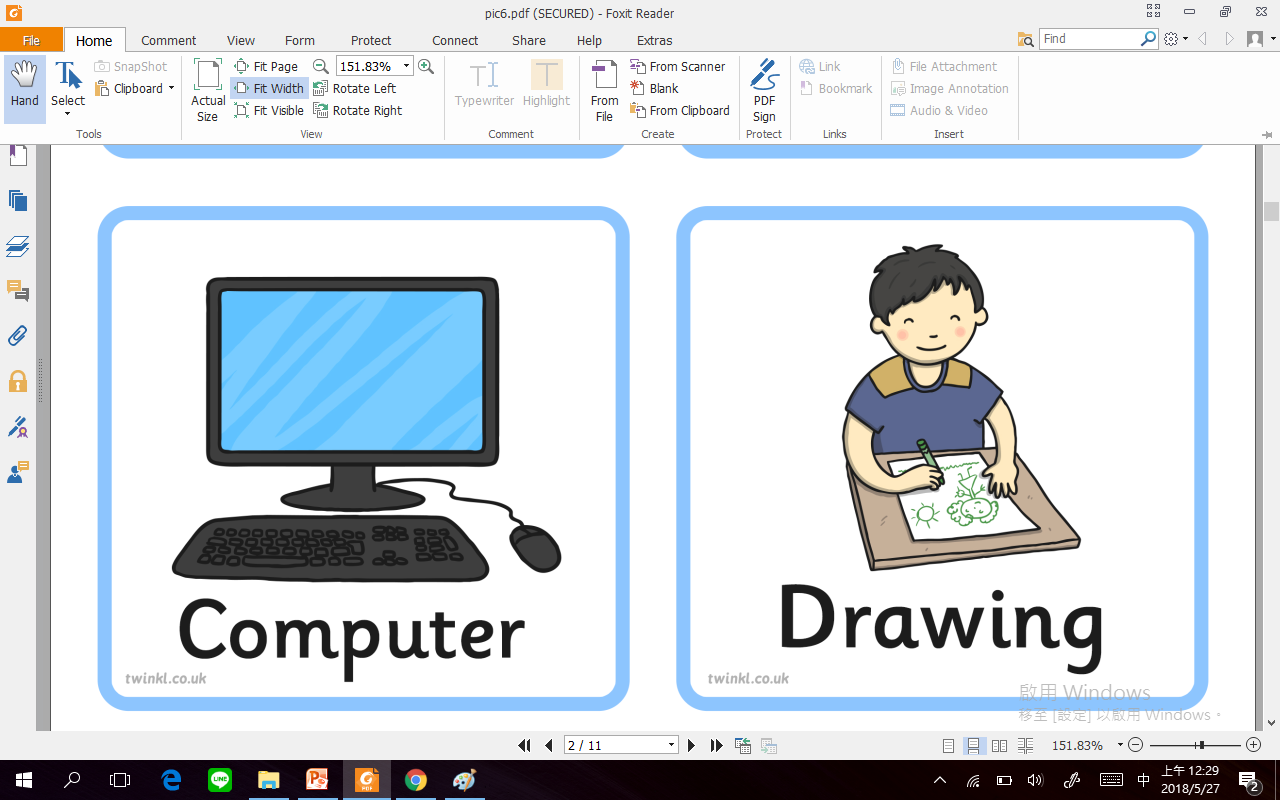 pic6.pdf (SECURED) - Foxit Reader
File Home Comment View Form Protect Connect Share Help Extras Find
Hand
Select
SnapShot
Clipboard
Tools
Actual Size
Fit Page
Fit Width
Fit Visible
151.83%
Rotate Left
Rotate Right
View
Typewriter
Highlight
Comment
From File
From Scanner
Blank
From Clipboard
Create
PDF Sign
Protect
Link
Bookmark
Links
File Attachment
Image Annotation
Audio & Video
Insert
Computer
twinkl.co.uk
Drawing
twinkl.co.uk
啟用 Windows
移至 [設定] 以啟用 Windows。
2 / 11
151.83%
LINE
中
上午 12:29
2018/5/27
2